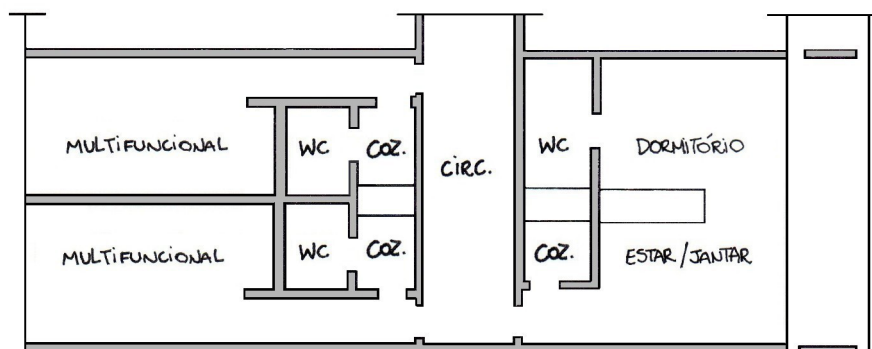 MULTIFUNCIONAL
WC
COZ.
CIRC.
WC
DORMITÓRIO
MULTIFUNCIONAL
WC
COZ.
COZ.
ESTAR/JANTAR